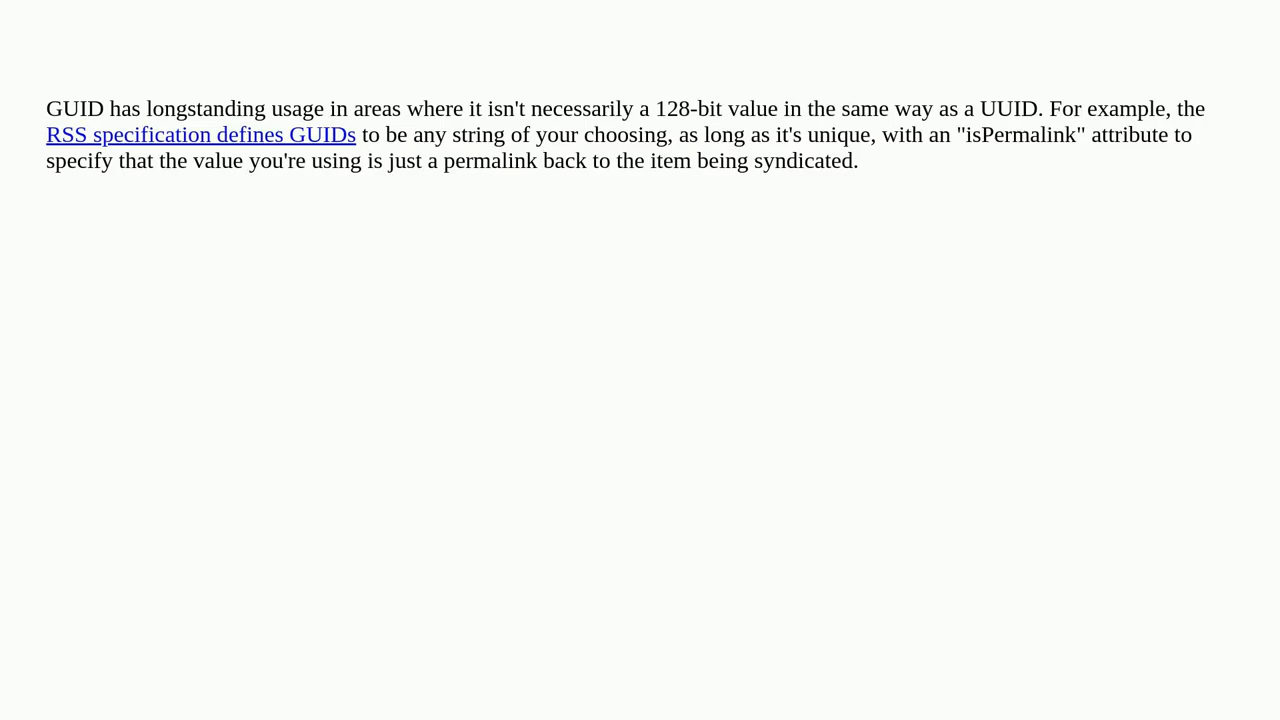 GUID has longstanding usage in areas where it isn't necessarily a 128-bit value in the same way as a UUID. For example, the
RSS specification defines GUIDs to be any string of your choosing, as long as it's unique, with an "isPermalink" attribute to
specify that the value you're using is just a permalink back to the item being syndicated.